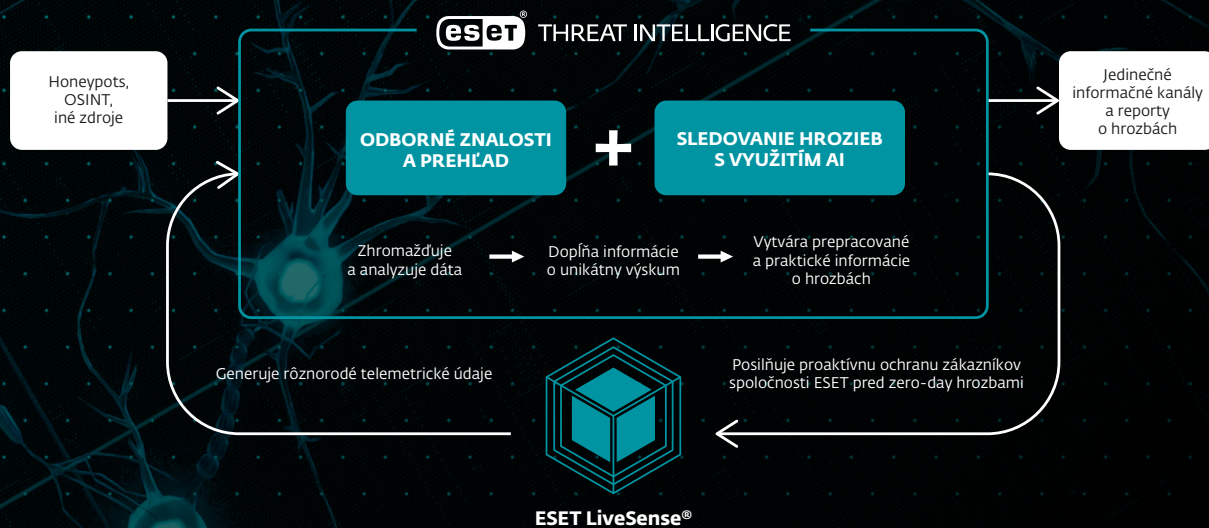 eset® THREAT INTELLIGENCE
Honeypots,
OSINT,
iné zdroje
ODBORNÉ ZNALOSTI
A PREHĽAD
+
SLEDOVANIE HROZIEB
S VYUŽITÍM AI
Jedinečné
informačné kanály
a reporty
o hrozbách
Zhromažďuje
a analyzuje dáta
Dopĺňa informácie
o unikátny výskum
Vytvára prepracované
a praktické informácie
o hrozbách
Generuje rôznorodé telemetrické údaje
Posilňuje proaktívnu ochranu zákazníkov
spoločnosti ESET pred zero-day hrozbami
ESET LiveSense®